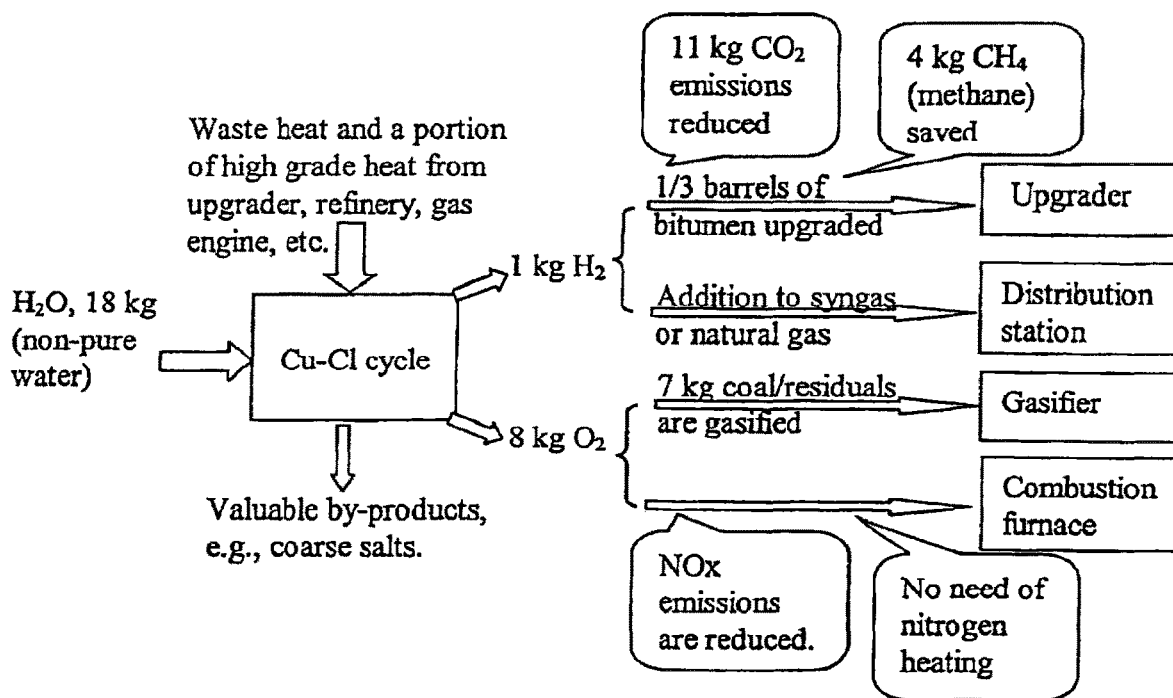 11 kg CO₂
emissions
reduced
4 kg CH₄
(methane)
saved
Waste heat and a portion
of high grade heat from
upgrader, refinery, gas
engine, etc.
1/3 barrels of
bitumen upgraded
Upgrader
1 kg H₂
H₂O, 18 kg
(non-pure
water)
Cu-Cl cycle
Addition to syngas
or natural gas
Distribution
station
7 kg coal/residuals
are gasified
Gasifier
8 kg O₂
Combustion
furnace
Valuable by-products,
e.g., coarse salts.
NOx
emissions
are reduced.
No need of
nitrogen
heating